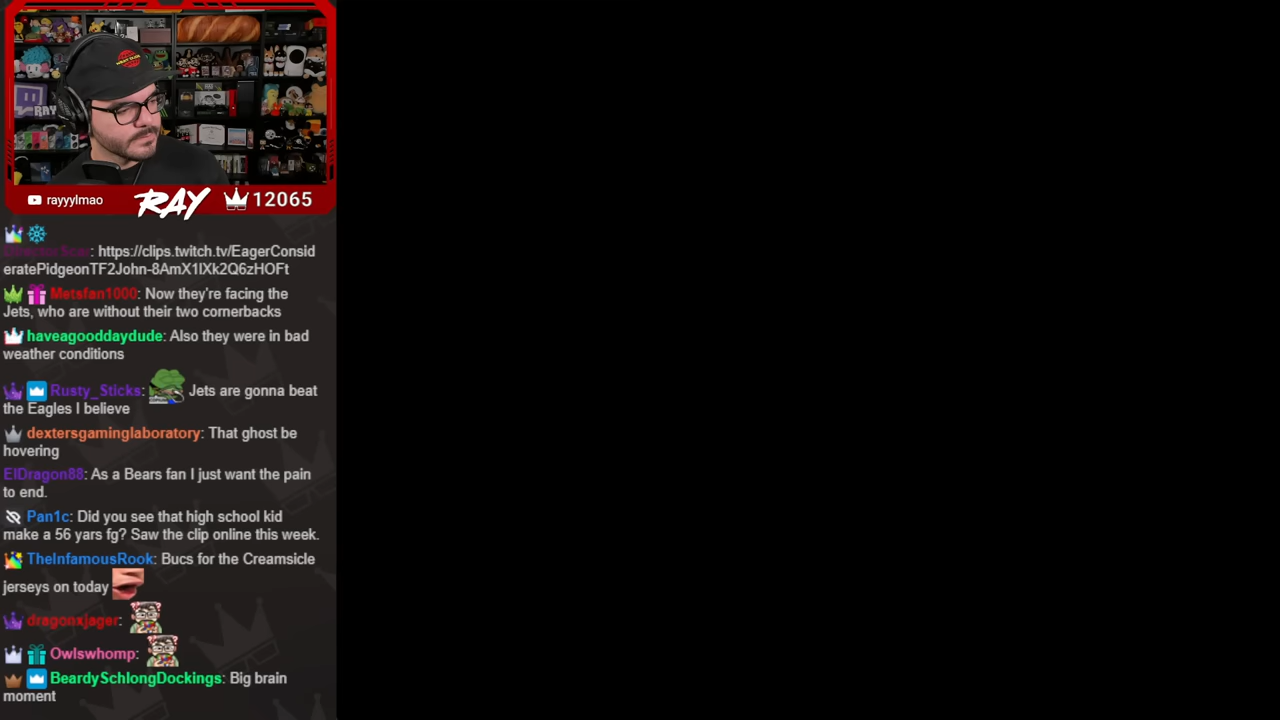 RAY
rayyylmao RAY 12065
: https://clips.twitch.tv/EagerConsid
eratePidgeonTF2John-8AmX1lXk2Q6zHOFt
Metsfan1000: Now they're facing the
Jets, who are without their two cornerbacks
haveagooddaydude: Also they were in bad
weather conditions
Rusty_Sticks: Jets are gonna beat
the Eagles I believe
dextersgaminglaboratory: That ghost be
hovering
ElDragon88: As a Bears fan I just want the pain
to end.
Pan1c: Did you see that high school kid
make a 56 yars fg? Saw the clip online this week.
TheInfamousRook: Bucs for the Creamsicle
jerseys on today
dragonxjager:
Owlswhomp:
BeardySchlongDockings: Big brain
moment